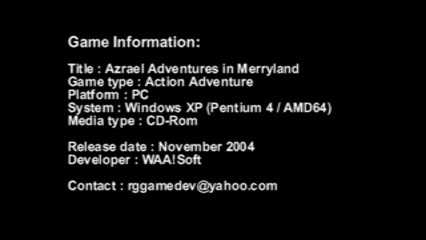 Game Information:
Title : Azrael Adventures in Merryland
Game type : Action Adventure
Platform : PC
System : Windows XP (Pentium 4 / AMD64)
Media type : CD-Rom
Release date : November 2004
Developer : WAA!Soft
Contact : rggamedev@yahoo.com